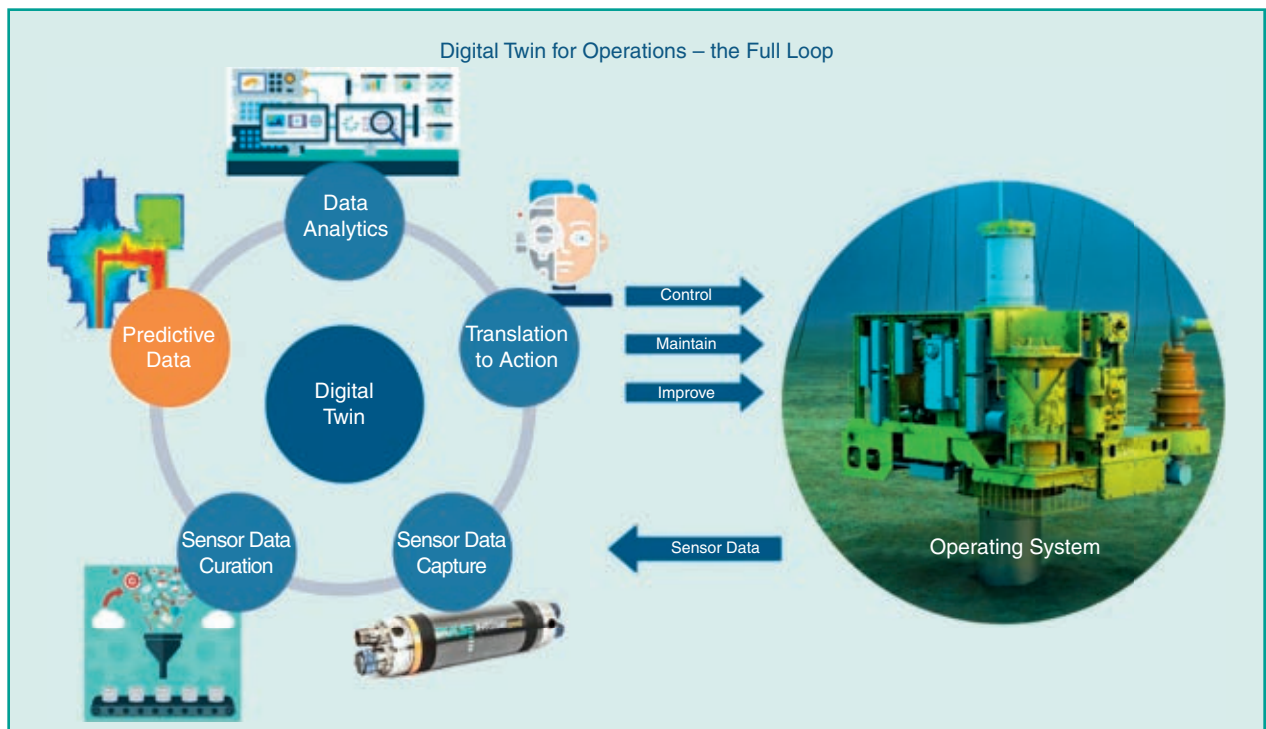 Digital Twin for Operations – the Full Loop
Data
Analytics
Predictive
Data
Translation
to Action
Digital
Twin
Sensor Data
Curation
Sensor Data
Capture
Control
Maintain
Improve
Sensor Data
Operating System